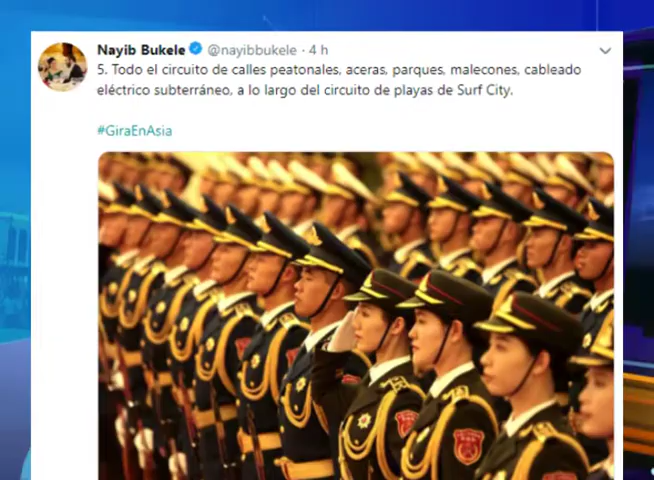 Nayib Bukele @nayibbukele · 4 h
5. Todo el circuito de calles peatonales, aceras, parques, malecones, cableado
eléctrico subterráneo, a lo largo del circuito de playas de Surf City.
#GiraEnAsia